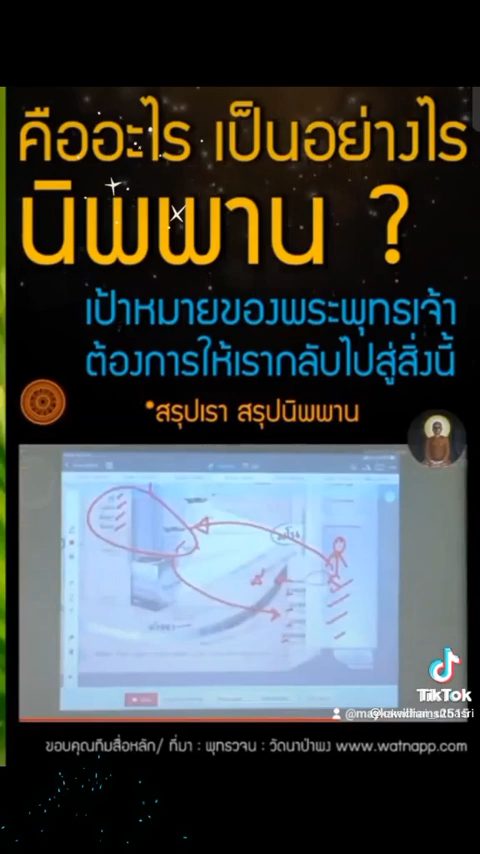 คืออะไร เป็นอย่างไร
นิพพาน ?
เป้าหมายของพระพุทธเจ้า
ต้องการให้เรากลับไปสู่สิ่งนี้
*สรุปเรา สรุปนิพพาน
TikTok
ขอบคุณทีมสื่อหลัก/ ที่มา : พุทธวจน : วัดนาป่าพง www.watnapp.com